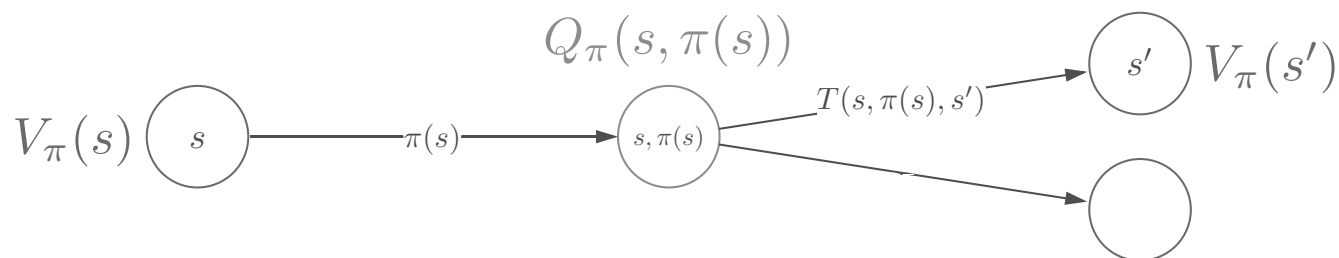 V_π(s)
s
π(s)
Q_π(s, π(s))
s, π(s)
T(s, π(s), s′)
s′
V_π(s′)